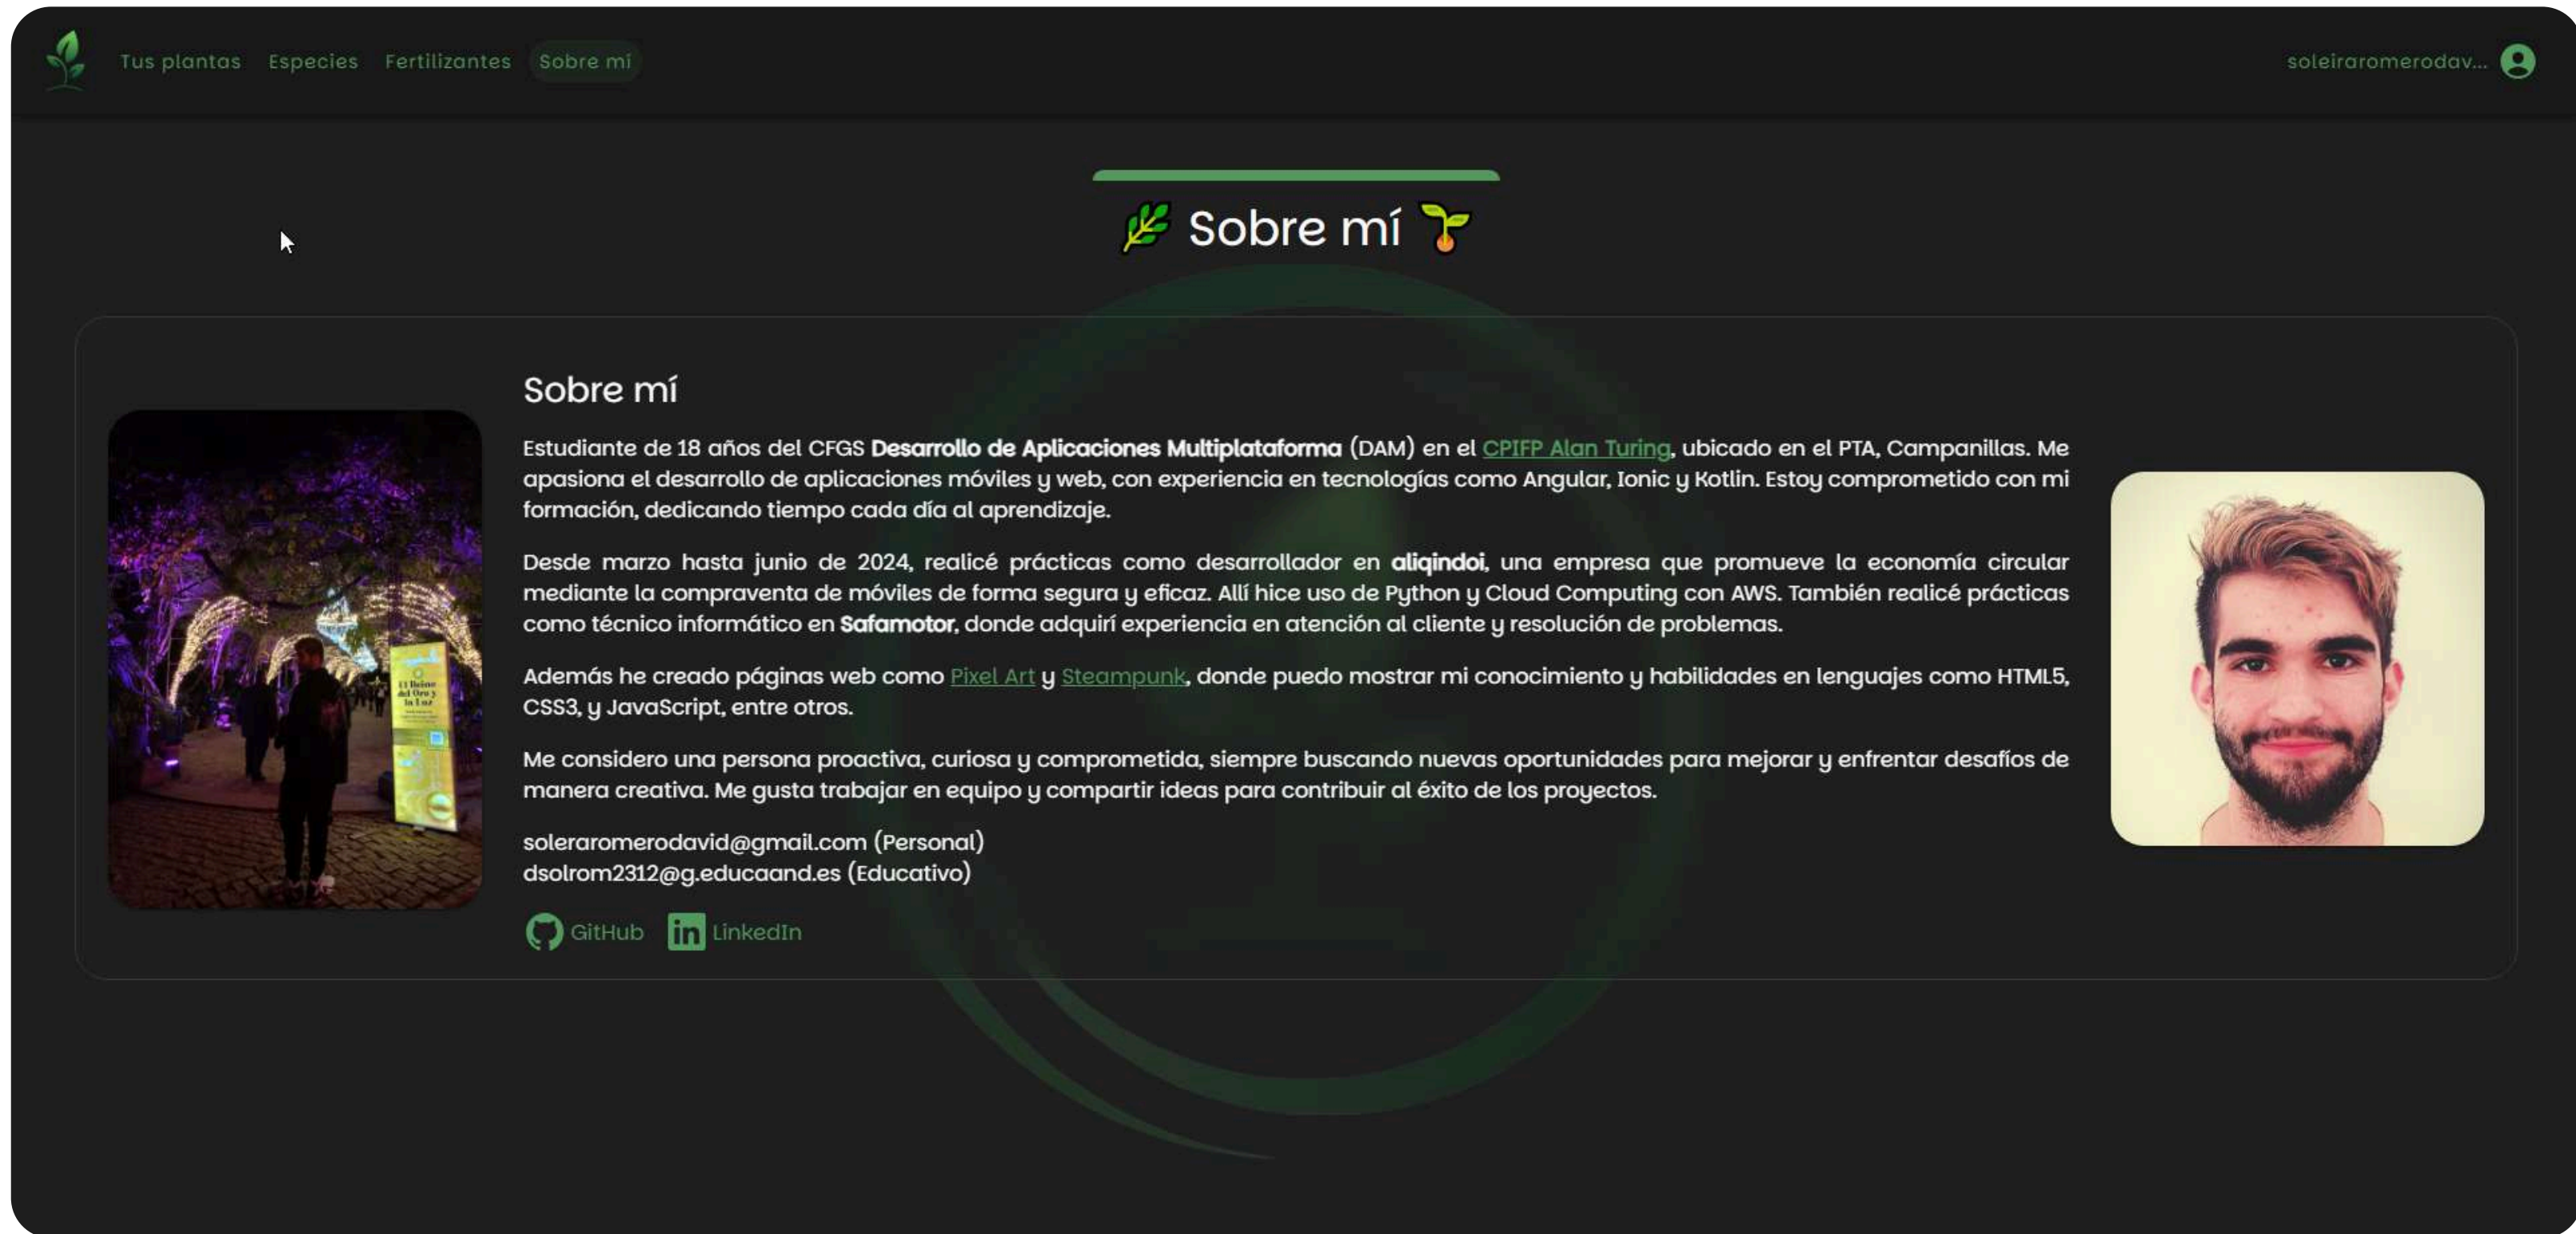 Tus plantas Especies Fertilizantes Sobre mí
soleiraromerodav...
🌿 Sobre mí 🌱
Sobre mí
Estudiante de 18 años del CFGS Desarrollo de Aplicaciones Multiplataforma (DAM) en el CPIFP Alan Turing, ubicado en el PTA, Campanillas. Me
apasiona el desarrollo de aplicaciones móviles y web, con experiencia en tecnologías como Angular, Ionic y Kotlin. Estoy comprometido con mi
formación, dedicando tiempo cada día al aprendizaje.
Desde marzo hasta junio de 2024, realicé prácticas como desarrollador en aliqindoi, una empresa que promueve la economía circular
mediante la compraventa de móviles de forma segura y eficaz. Allí hice uso de Python y Cloud Computing con AWS. También realicé prácticas
como técnico informático en Safamotor, donde adquirí experiencia en atención al cliente y resolución de problemas.
Además he creado páginas web como Pixel Art y Steampunk, donde puedo mostrar mi conocimiento y habilidades en lenguajes como HTML5,
CSS3, y JavaScript, entre otros.
Me considero una persona proactiva, curiosa y comprometida, siempre buscando nuevas oportunidades para mejorar y enfrentar desafíos de
manera creativa. Me gusta trabajar en equipo y compartir ideas para contribuir al éxito de los proyectos.
soleraromerodavid@gmail.com (Personal)
dsolrom2312@g.educaand.es (Educativo)
GitHub LinkedIn
El Reino
del Oro y
la Luz